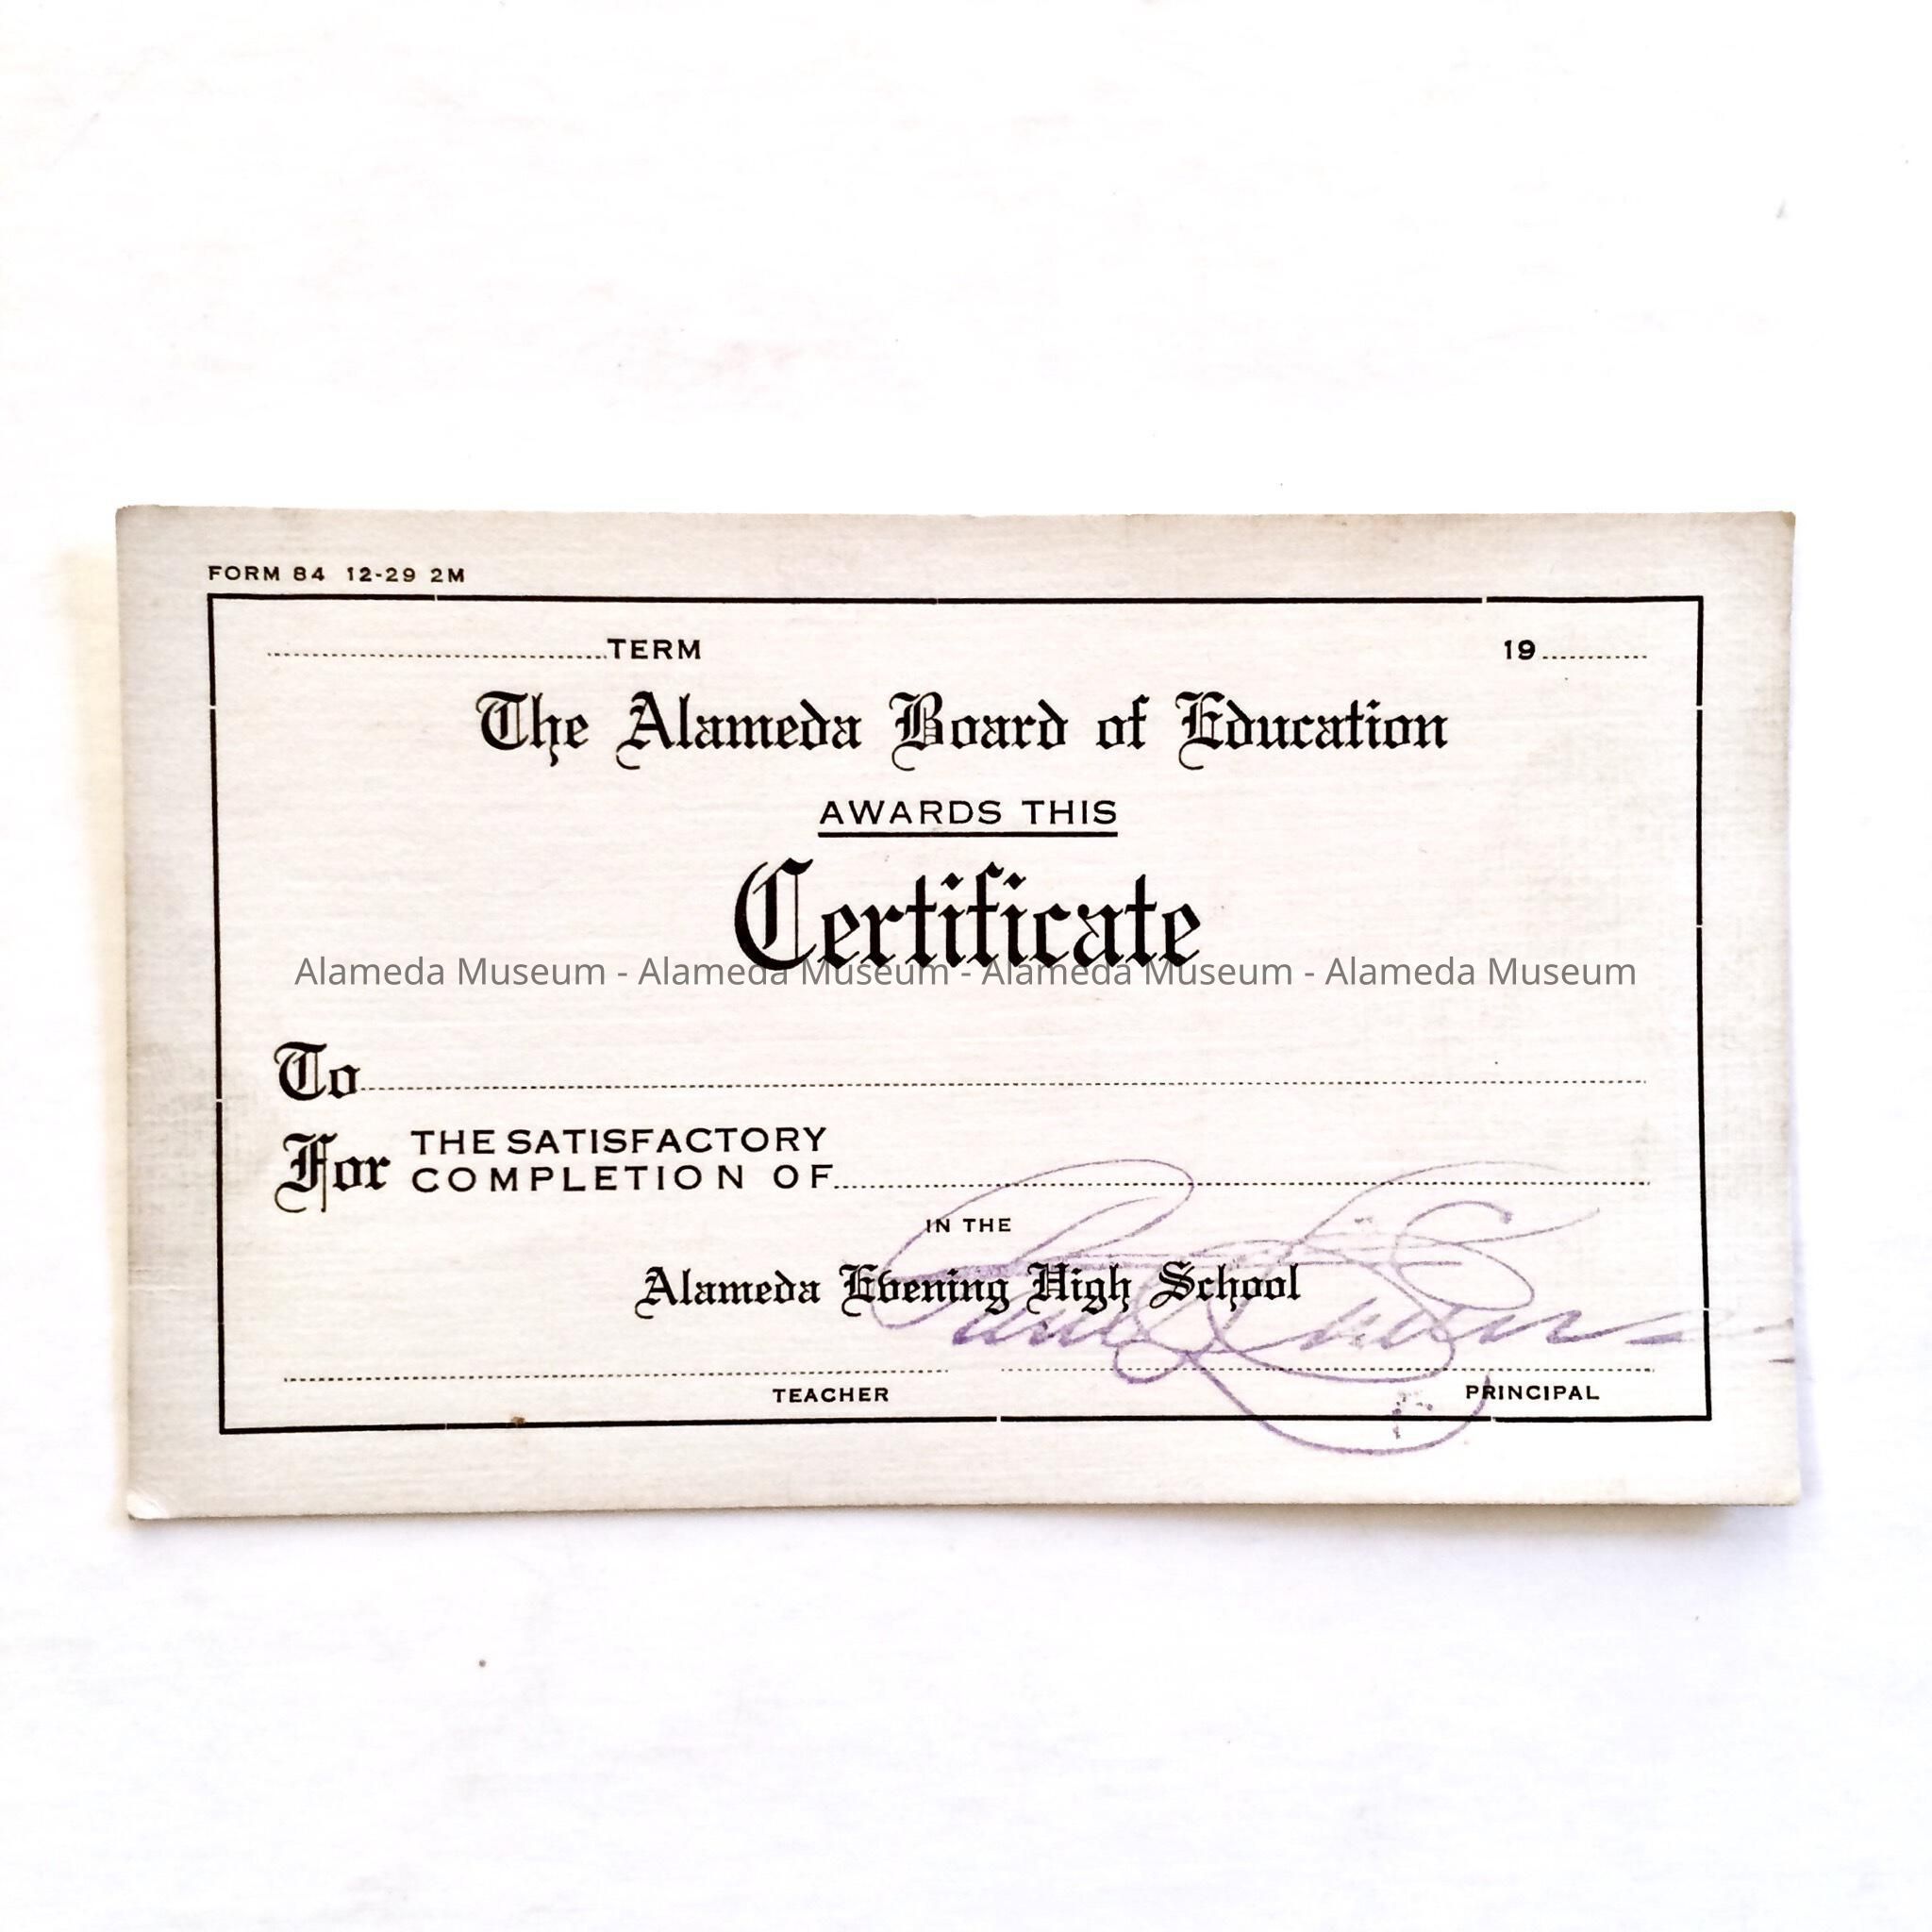 FORM 84 12-29 2M
TERM 19
The Alameda Board of Education
AWARDS THIS
Certificate
Alameda Museum - Alameda Museum - Alameda Museum - Alameda Museum
To
For THE SATISFACTORY
COMPLETION OF
IN THE
Alameda Evening High School
TEACHER PRINCIPAL